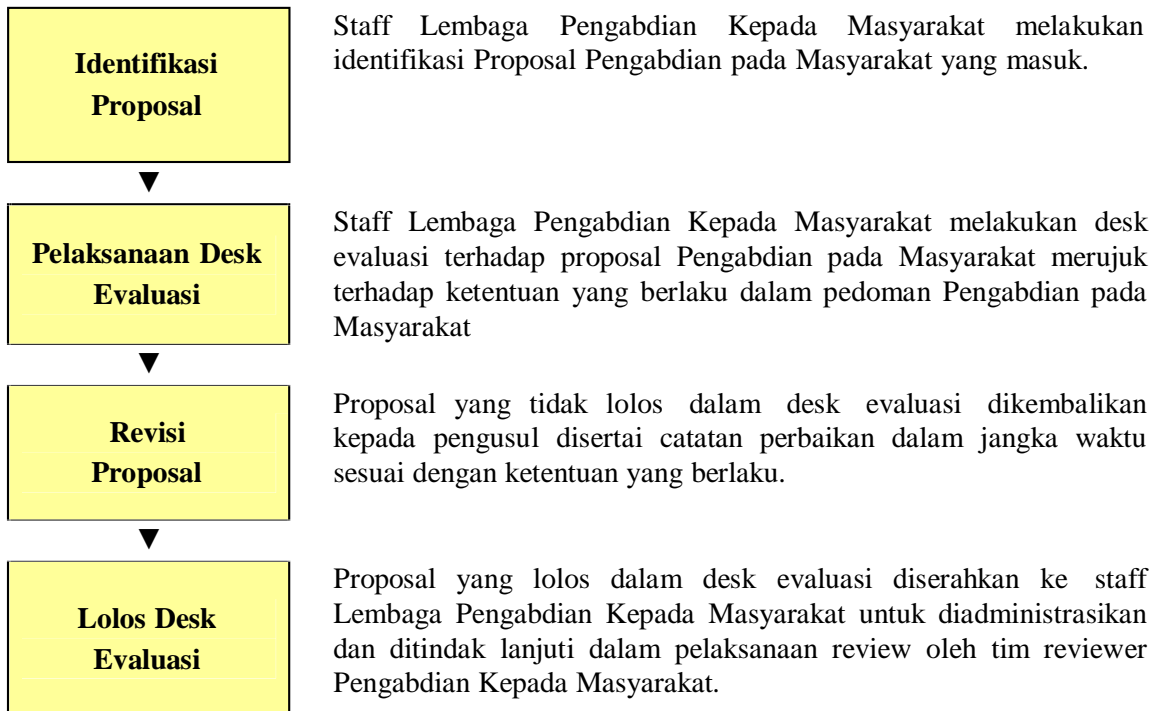 Identifikasi
Proposal
Staff Lembaga Pengabdian Kepada Masyarakat melakukan
identifikasi Proposal Pengabdian pada Masyarakat yang masuk.
Pelaksanaan Desk
Evaluasi
Staff Lembaga Pengabdian Kepada Masyarakat melakukan desk
evaluasi terhadap proposal Pengabdian pada Masyarakat merujuk
terhadap ketentuan yang berlaku dalam pedoman Pengabdian pada
Masyarakat
Revisi
Proposal
Proposal yang tidak lolos dalam desk evaluasi dikembalikan
kepada pengusul disertai catatan perbaikan dalam jangka waktu
sesuai dengan ketentuan yang berlaku.
Lolos Desk
Evaluasi
Proposal yang lolos dalam desk evaluasi diserahkan ke staff
Lembaga Pengabdian Kepada Masyarakat untuk diadministrasikan
dan ditindak lanjuti dalam pelaksanaan review oleh tim reviewer
Pengabdian Kepada Masyarakat.